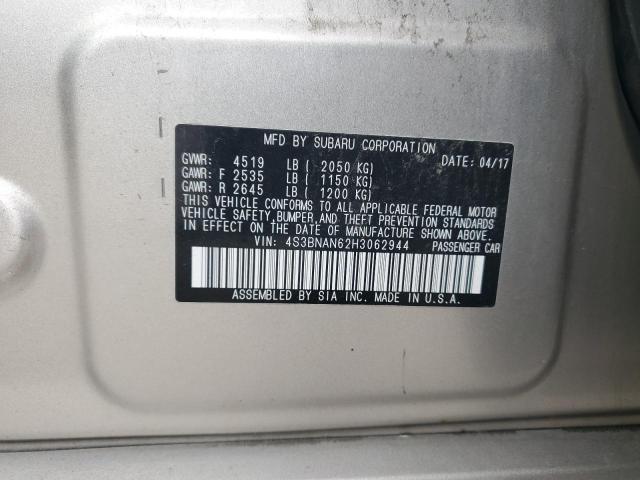 MFD BY SUBARU CORPORATION
GVWR: 4519 LB ( 2050 KG) DATE: 04/17
GAWR: F 2535 LB ( 1150 KG)
GAWR: R 2645 LB ( 1200 KG)
THIS VEHICLE CONFORMS TO ALL APPLICABLE FEDERAL MOTOR
VEHICLE SAFETY, BUMPER, AND THEFT PREVENTION STANDARDS
IN EFFECT ON THE DATE OF MANUFACTURE SHOWN ABOVE.
VIN: 4S3BNAN62H3062944 PASSENGER CAR
ASSEMBLED BY SIA INC. MADE IN U.S.A.